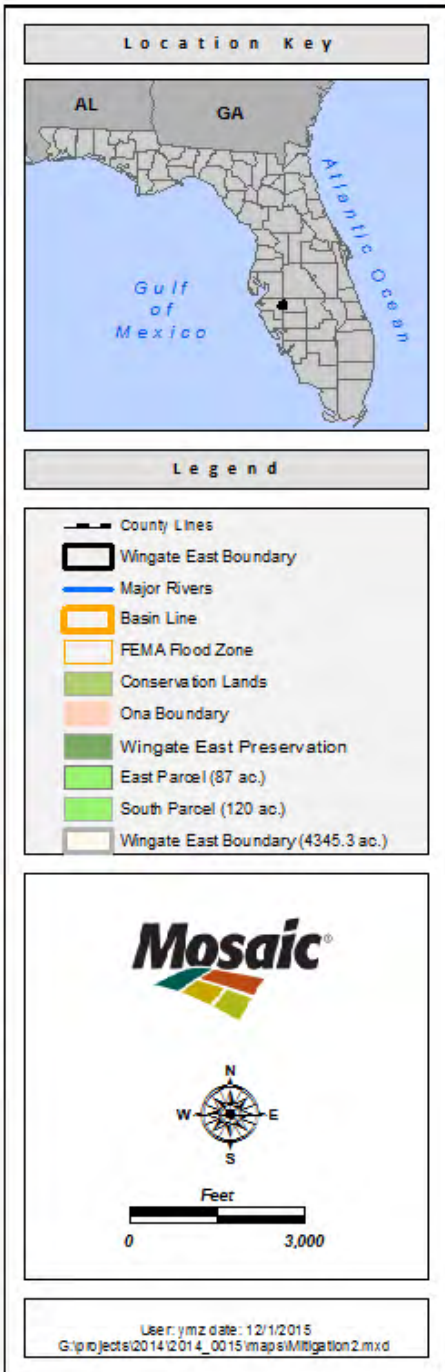 Location Key
AL
GA
Atlantic Ocean
Gulf
of
Mexico
Legend
County Lines
Wingate East Boundary
Major Rivers
Basin Line
FEMA Flood Zone
Conservation Lands
Ona Boundary
Wingate East Preservation
East Parcel (87 ac.)
South Parcel (120 ac.)
Wingate East Boundary (4345.3 ac.)
Mosaic®
N
W E
S
Feet
0 3,000
User: ymz date: 12/1/2015
G:\projects\2014\2014_0015\maps\Mitigation2.mxd